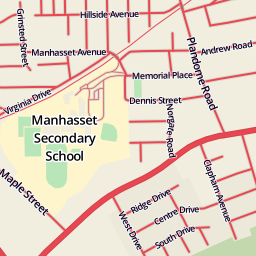 Hillside Avenue
Grinsted Street
Manhasset Avenue
Andrew Road
Plandome Road
Memorial Place
Virginia Drive
Dennis Street
Norgate Road
Manhasset
Secondary
School
Clapham Avenue
Maple Street
Ridge Drive
West Drive
Centre Drive
South Drive